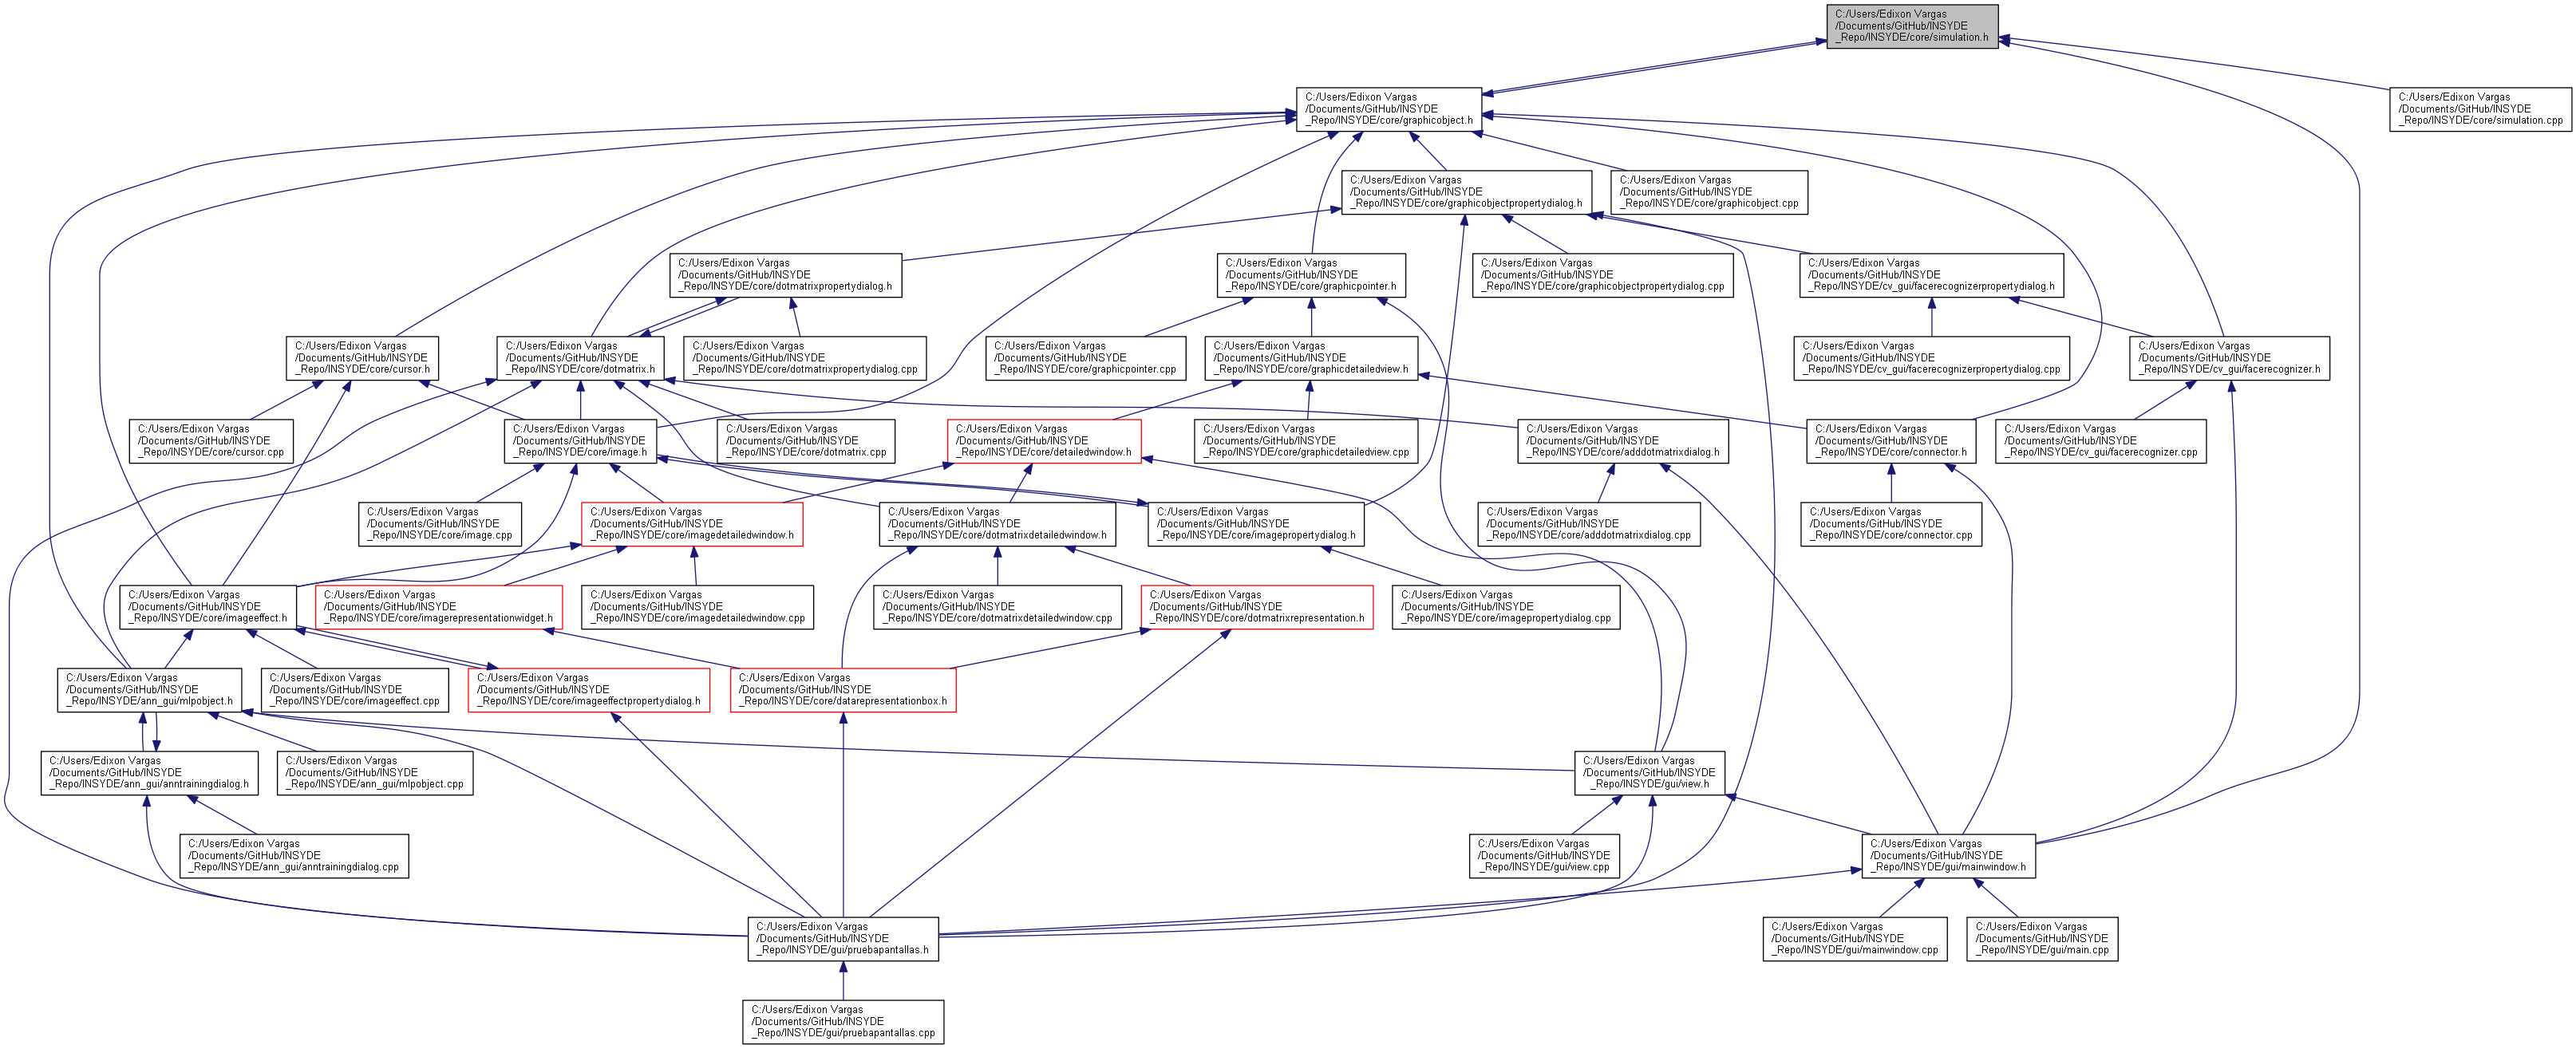 C:/Users/Edixon Vargas
/Documents/GitHub/INSYDE
_Repo/INSYDE/core/simulation.h
C:/Users/Edixon Vargas
/Documents/GitHub/INSYDE
_Repo/INSYDE/core/graphicobject.h
C:/Users/Edixon Vargas
/Documents/GitHub/INSYDE
_Repo/INSYDE/core/simulation.cpp
C:/Users/Edixon Vargas
/Documents/GitHub/INSYDE
_Repo/INSYDE/core/graphicobjectpropertydialog.h
C:/Users/Edixon Vargas
/Documents/GitHub/INSYDE
_Repo/INSYDE/core/graphicobject.cpp
C:/Users/Edixon Vargas
/Documents/GitHub/INSYDE
_Repo/INSYDE/core/dotmatrixpropertydialog.h
C:/Users/Edixon Vargas
/Documents/GitHub/INSYDE
_Repo/INSYDE/core/graphicpointer.h
C:/Users/Edixon Vargas
/Documents/GitHub/INSYDE
_Repo/INSYDE/core/graphicobjectpropertydialog.cpp
C:/Users/Edixon Vargas
/Documents/GitHub/INSYDE
_Repo/INSYDE/cv_gui/facerecognizerpropertydialog.h
C:/Users/Edixon Vargas
/Documents/GitHub/INSYDE
_Repo/INSYDE/core/cursor.h
C:/Users/Edixon Vargas
/Documents/GitHub/INSYDE
_Repo/INSYDE/core/dotmatrix.h
C:/Users/Edixon Vargas
/Documents/GitHub/INSYDE
_Repo/INSYDE/core/dotmatrixpropertydialog.cpp
C:/Users/Edixon Vargas
/Documents/GitHub/INSYDE
_Repo/INSYDE/core/graphicpointer.cpp
C:/Users/Edixon Vargas
/Documents/GitHub/INSYDE
_Repo/INSYDE/core/graphicdetailedview.h
C:/Users/Edixon Vargas
/Documents/GitHub/INSYDE
_Repo/INSYDE/cv_gui/facerecognizerpropertydialog.cpp
C:/Users/Edixon Vargas
/Documents/GitHub/INSYDE
_Repo/INSYDE/cv_gui/facerecognizer.h
C:/Users/Edixon Vargas
/Documents/GitHub/INSYDE
_Repo/INSYDE/core/cursor.cpp
C:/Users/Edixon Vargas
/Documents/GitHub/INSYDE
_Repo/INSYDE/core/image.h
C:/Users/Edixon Vargas
/Documents/GitHub/INSYDE
_Repo/INSYDE/core/dotmatrix.cpp
C:/Users/Edixon Vargas
/Documents/GitHub/INSYDE
_Repo/INSYDE/core/detailedwindow.h
C:/Users/Edixon Vargas
/Documents/GitHub/INSYDE
_Repo/INSYDE/core/graphicdetailedview.cpp
C:/Users/Edixon Vargas
/Documents/GitHub/INSYDE
_Repo/INSYDE/core/adddotmatrixdialog.h
C:/Users/Edixon Vargas
/Documents/GitHub/INSYDE
_Repo/INSYDE/core/connector.h
C:/Users/Edixon Vargas
/Documents/GitHub/INSYDE
_Repo/INSYDE/cv_gui/facerecognizer.cpp
C:/Users/Edixon Vargas
/Documents/GitHub/INSYDE
_Repo/INSYDE/core/image.cpp
C:/Users/Edixon Vargas
/Documents/GitHub/INSYDE
_Repo/INSYDE/core/imagedetailedwindow.h
C:/Users/Edixon Vargas
/Documents/GitHub/INSYDE
_Repo/INSYDE/core/dotmatrixdetailedwindow.h
C:/Users/Edixon Vargas
/Documents/GitHub/INSYDE
_Repo/INSYDE/core/imagepropertydialog.h
C:/Users/Edixon Vargas
/Documents/GitHub/INSYDE
_Repo/INSYDE/core/adddotmatrixdialog.cpp
C:/Users/Edixon Vargas
/Documents/GitHub/INSYDE
_Repo/INSYDE/core/connector.cpp
C:/Users/Edixon Vargas
/Documents/GitHub/INSYDE
_Repo/INSYDE/core/imageeffect.h
C:/Users/Edixon Vargas
/Documents/GitHub/INSYDE
_Repo/INSYDE/core/imagerepresentationwidget.h
C:/Users/Edixon Vargas
/Documents/GitHub/INSYDE
_Repo/INSYDE/core/imagedetailedwindow.cpp
C:/Users/Edixon Vargas
/Documents/GitHub/INSYDE
_Repo/INSYDE/core/dotmatrixdetailedwindow.cpp
C:/Users/Edixon Vargas
/Documents/GitHub/INSYDE
_Repo/INSYDE/core/dotmatrixrepresentation.h
C:/Users/Edixon Vargas
/Documents/GitHub/INSYDE
_Repo/INSYDE/core/imagepropertydialog.cpp
C:/Users/Edixon Vargas
/Documents/GitHub/INSYDE
_Repo/INSYDE/ann_gui/mlpobject.h
C:/Users/Edixon Vargas
/Documents/GitHub/INSYDE
_Repo/INSYDE/core/imageeffect.cpp
C:/Users/Edixon Vargas
/Documents/GitHub/INSYDE
_Repo/INSYDE/core/imageeffectpropertydialog.h
C:/Users/Edixon Vargas
/Documents/GitHub/INSYDE
_Repo/INSYDE/core/datarepresentationbox.h
C:/Users/Edixon Vargas
/Documents/GitHub/INSYDE
_Repo/INSYDE/ann_gui/anntrainingdialog.h
C:/Users/Edixon Vargas
/Documents/GitHub/INSYDE
_Repo/INSYDE/ann_gui/mlpobject.cpp
C:/Users/Edixon Vargas
/Documents/GitHub/INSYDE
_Repo/INSYDE/gui/view.h
C:/Users/Edixon Vargas
/Documents/GitHub/INSYDE
_Repo/INSYDE/ann_gui/anntrainingdialog.cpp
C:/Users/Edixon Vargas
/Documents/GitHub/INSYDE
_Repo/INSYDE/gui/view.cpp
C:/Users/Edixon Vargas
/Documents/GitHub/INSYDE
_Repo/INSYDE/gui/mainwindow.h
C:/Users/Edixon Vargas
/Documents/GitHub/INSYDE
_Repo/INSYDE/gui/pruebapantallas.h
C:/Users/Edixon Vargas
/Documents/GitHub/INSYDE
_Repo/INSYDE/gui/mainwindow.cpp
C:/Users/Edixon Vargas
/Documents/GitHub/INSYDE
_Repo/INSYDE/gui/main.cpp
C:/Users/Edixon Vargas
/Documents/GitHub/INSYDE
_Repo/INSYDE/gui/pruebapantallas.cpp